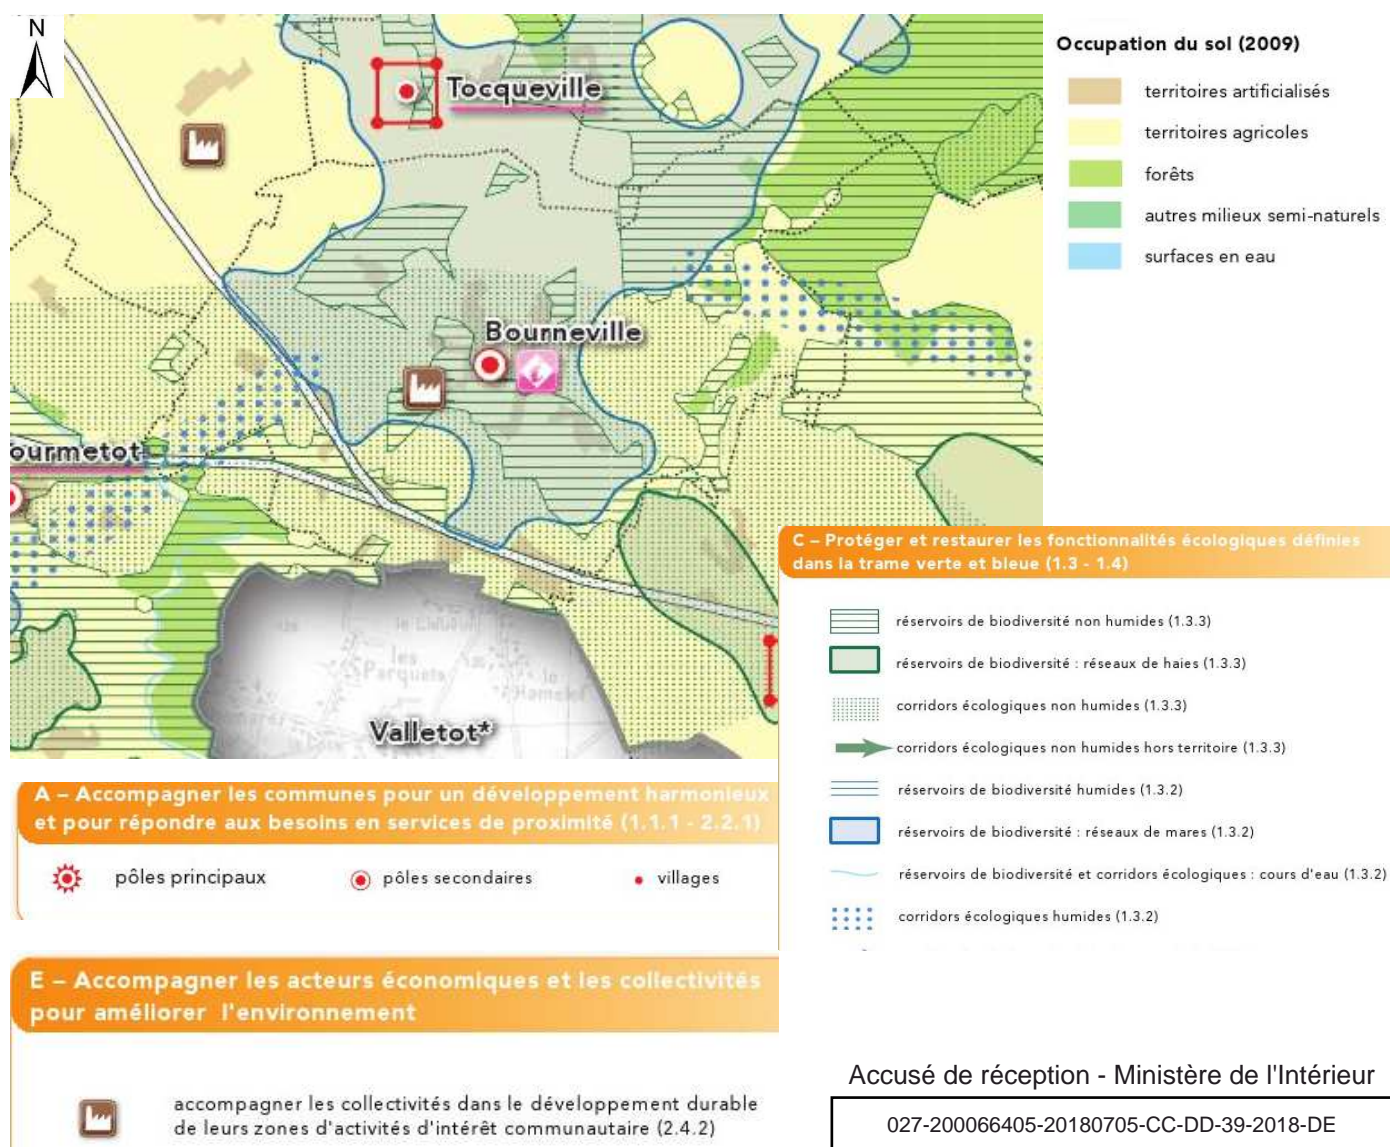 N
Tocqueville
Bourneville
ourmetot
les
Parquets
le
Hamelet
Valletot*
Occupation du sol (2009)
territoires artificialisés
territoires agricoles
forêts
autres milieux semi-naturels
surfaces en eau
C – Protéger et restaurer les fonctionnalités écologiques définies
dans la trame verte et bleue (1.3 - 1.4)
réservoirs de biodiversité non humides (1.3.3)
réservoirs de biodiversité : réseaux de haies (1.3.3)
corridors écologiques non humides (1.3.3)
corridors écologiques non humides hors territoire (1.3.3)
réservoirs de biodiversité humides (1.3.2)
réservoirs de biodiversité : réseaux de mares (1.3.2)
réservoirs de biodiversité et corridors écologiques : cours d'eau (1.3.2)
corridors écologiques humides (1.3.2)
A – Accompagner les communes pour un développement harmonieux
et pour répondre aux besoins en services de proximité (1.1.1 - 2.2.1)
pôles principaux
pôles secondaires
villages
E – Accompagner les acteurs économiques et les collectivités
pour améliorer l'environnement
accompagner les collectivités dans le développement durable
de leurs zones d'activités d'intérêt communautaire (2.4.2)
Accusé de réception - Ministère de l'Intérieur
027-200066405-20180705-CC-DD-39-2018-DE